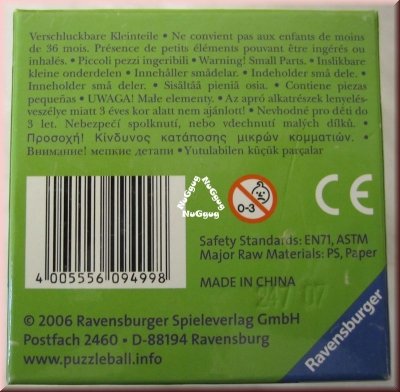 Verschluckbare Kleinteile • Ne convient pas aux enfants de moins
de 36 mois. Présence de petits éléments pouvant être ingérés ou
inhalés. • Piccoli pezzi ingeribili • Warning! Small Parts. • Inslikbare
kleine onderdelen • Innehåller smådelar. • Indeholder små dele. •
Inneholder små deler. • Sisältää pieniä osia. • Contiene piezas
pequeñas • UWAGA! Małe elementy. • Az apró alkatrészek lenyelés-
veszélye miatt 3 éves kor alatt nem ajánlott! • Nevhodné pro děti do
3 let. Nebezpečí spolknutí, nebo vdechnutí malých dílků. •
Προσοχή! Κίνδυνος κατάποσης μικρών κομματιών. •
Внимание! мелкие детали • Yutulabilen küçük parçalar
NuGgug
NuGgug
NuGgug
0-3
CE
4 005556 094998
Safety Standards: EN71, ASTM
Major Raw Materials: PS, Paper
MADE IN CHINA
24/ 07
© 2006 Ravensburger Spieleverlag GmbH
Postfach 2460 • D-88194 Ravensburg
www.puzzleball.info
Ravensburger